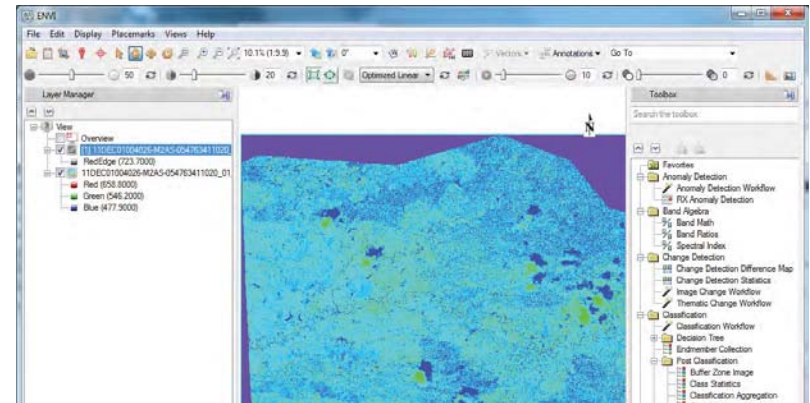 ENVI
File Edit Display Placemarks Views Help
10.1% (1:9.9) 0° Vectors Annotations Go To
50 20 Optimized Linear 10 0
Layer Manager
Toolbox
Search the toolbox
View
Overview
[1] 11DEC01004026-M2AS-054763411020_
RedEdge (723.7000)
11DEC01004026-M2AS-054763411020_01
Red (658.8000)
Green (546.2000)
Blue (477.9000)
N
Favorites
Anomaly Detection
Anomaly Detection Workflow
RX Anomaly Detection
Band Algebra
Band Math
Band Ratios
Spectral Index
Change Detection
Change Detection Difference Map
Change Detection Statistics
Image Change Workflow
Thematic Change Workflow
Classification
Classification Workflow
Decision Tree
Endmember Collection
Post Classification
Buffer Zone Image
Class Statistics
Classification Aggregation